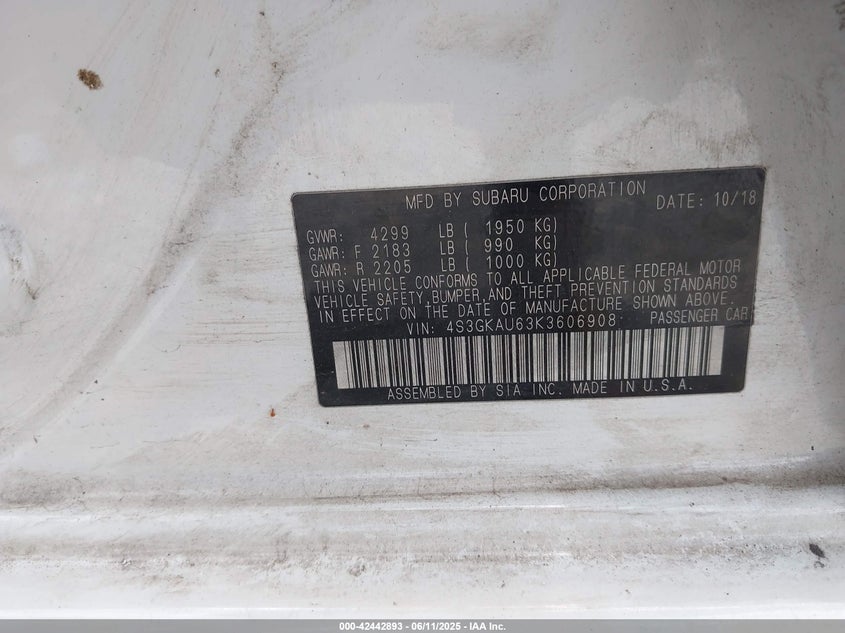 MFD BY SUBARU CORPORATION DATE: 10/18
GVWR: 4299 LB ( 1950 KG)
GAWR: F 2183 LB ( 990 KG)
GAWR: R 2205 LB ( 1000 KG)
THIS VEHICLE CONFORMS TO ALL APPLICABLE FEDERAL MOTOR
VEHICLE SAFETY,BUMPER,AND THEFT PREVENTION STANDARDS
IN EFFECT ON THE DATE OF MANUFACTURE SHOWN ABOVE.
VIN: 4S3GKAU63K3606908 PASSENGER CAR
ASSEMBLED BY SIA INC. MADE IN U.S.A.
000-42442893 - 06/11/2025 - IAA Inc.